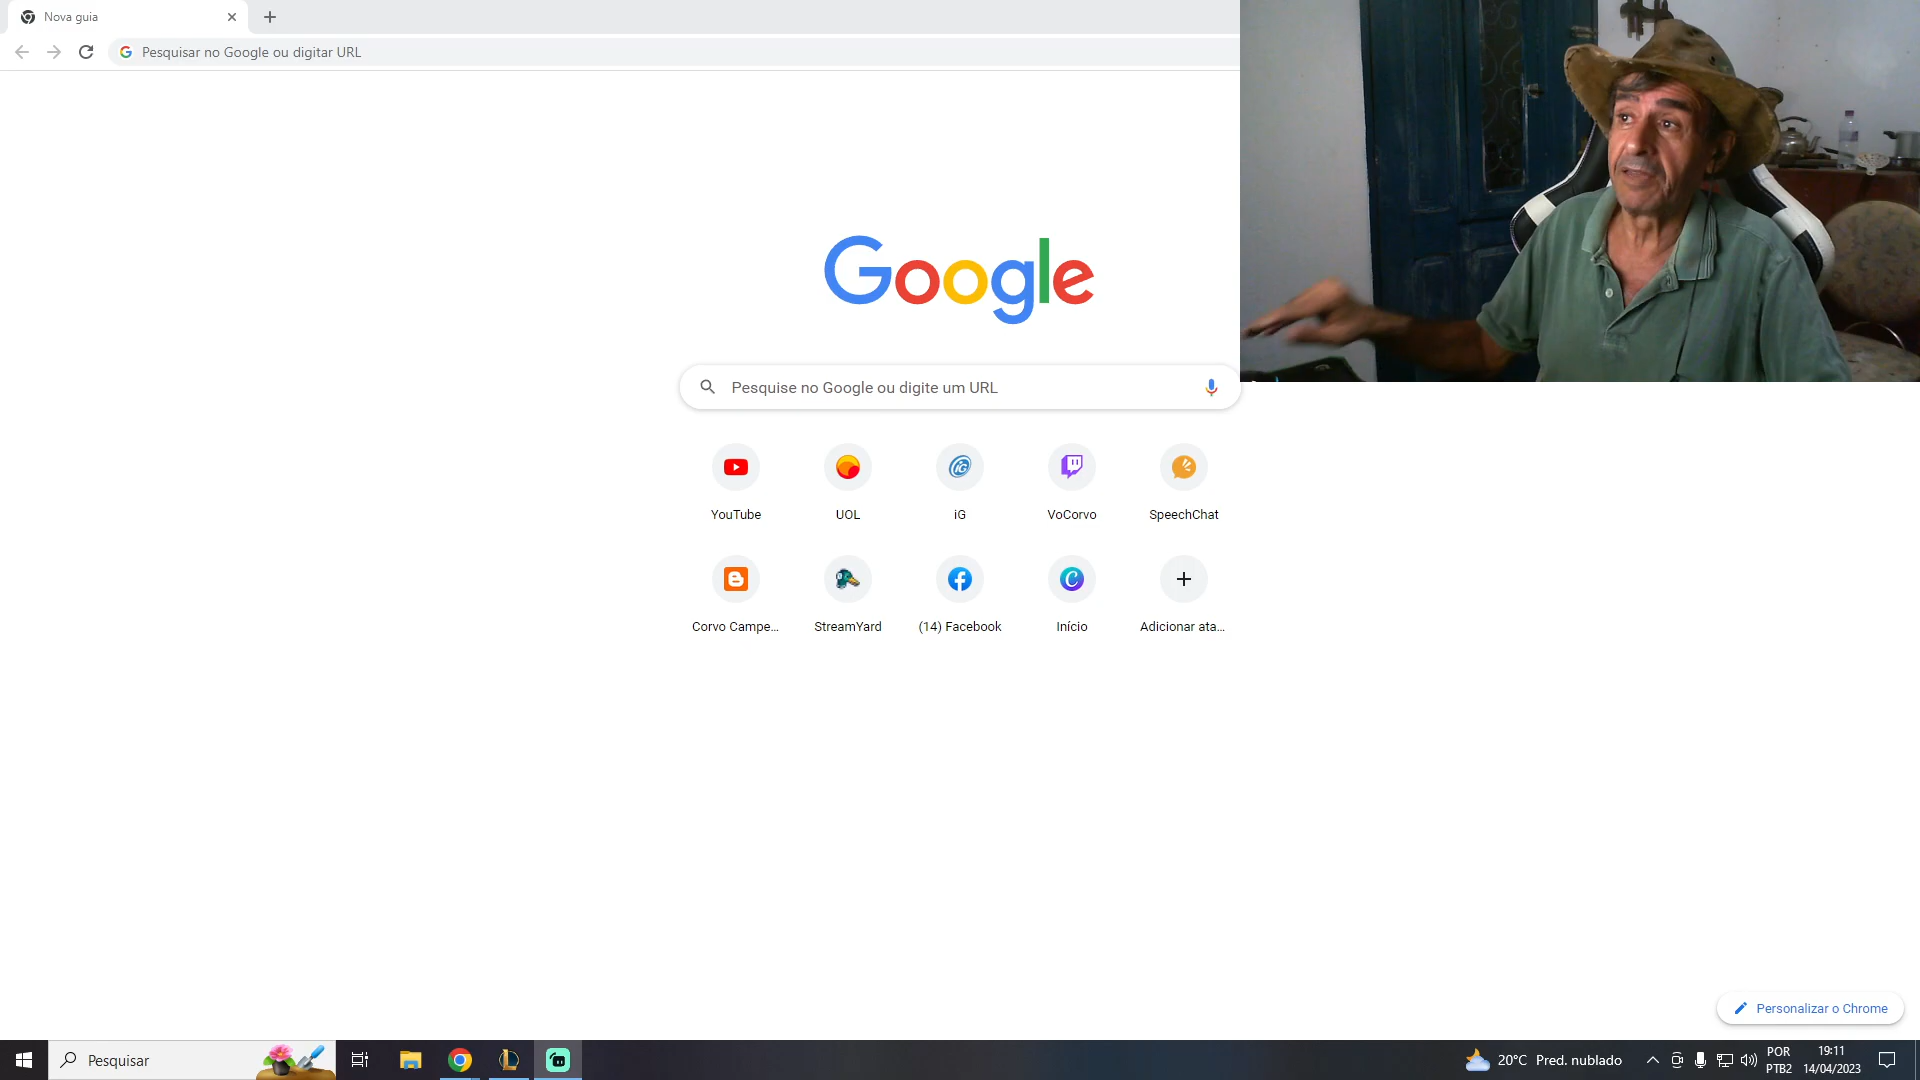 Nova guia
Pesquisar no Google ou digitar URL
Google
Pesquise no Google ou digite um URL
YouTube
UOL
iG
VoCorvo
SpeechChat
Corvo Campe...
StreamYard
(14) Facebook
Início
Adicionar ata...
Personalizar o Chrome
Pesquisar
20°C Pred. nublado
POR
PTB2
19:11
14/04/2023